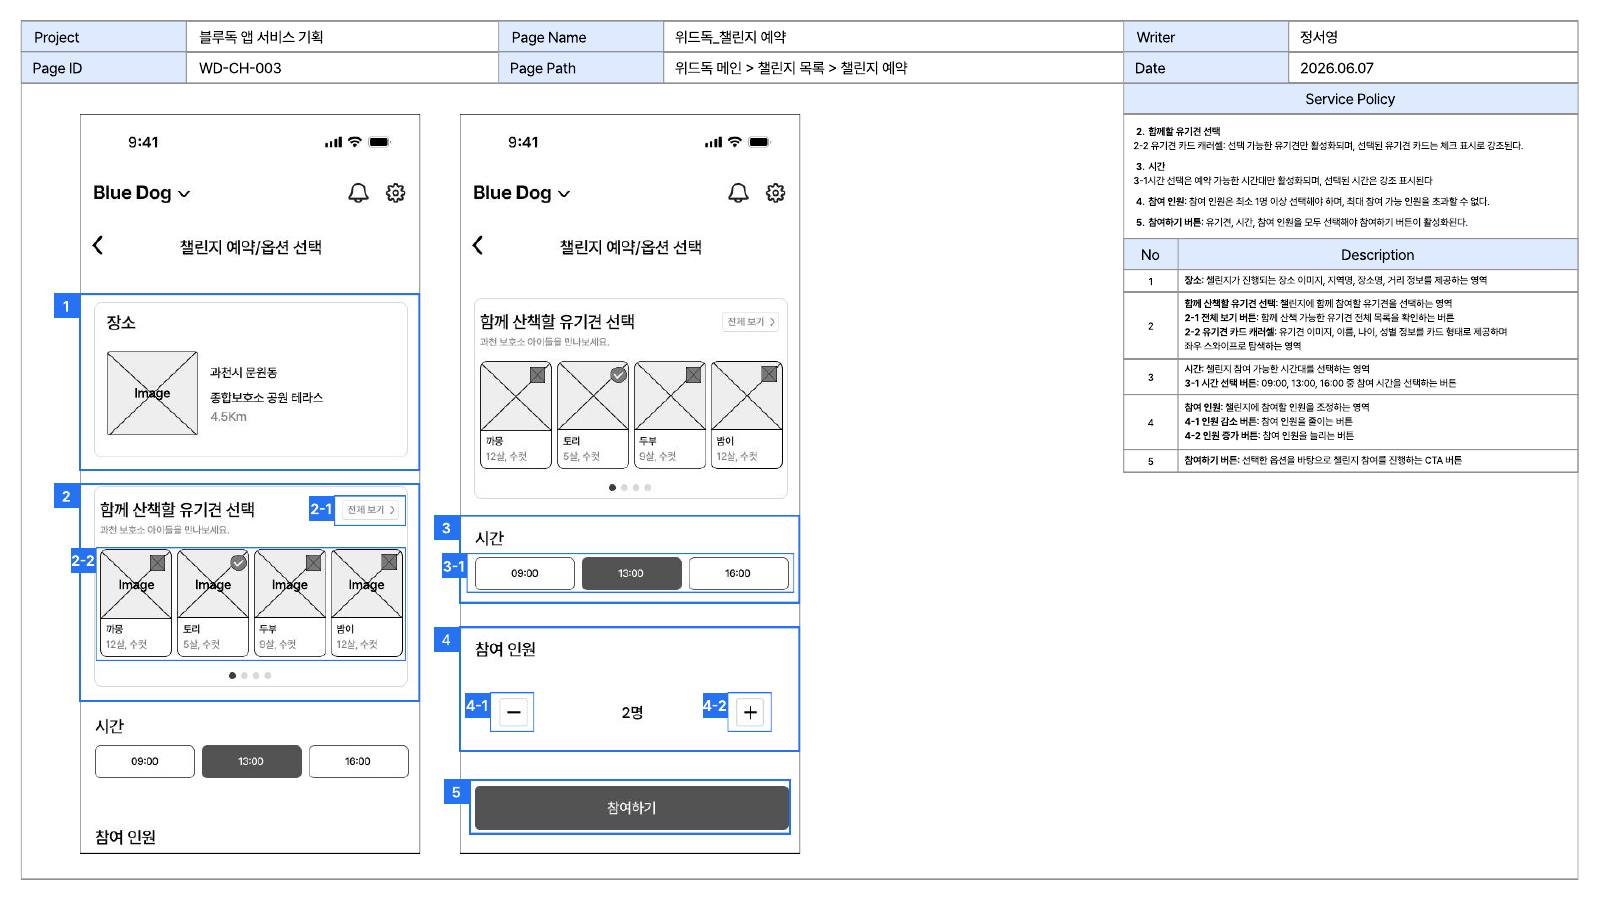 Project 블루독 앱 서비스 기획 Page Name 위드독_챌린지 예약 Writer 정서영
Page ID WD-CH-003 Page Path 위드독 메인 > 챌린지 목록 > 챌린지 예약 Date 2026.06.07
9:41
Blue Dog
챌린지 예약/옵션 선택
1
장소
Image
과천시 문원동
종합보호소 공원 테라스
4.5Km
2
함께 산책할 유기견 선택
2-1
전체 보기
과천 보호소 아이들을 만나보세요.
2-2
Image Image Image Image
까뭉 토리 두부 밤이
12살, 수컷 5살, 수컷 9살, 수컷 12살, 수컷
시간
09:00 13:00 16:00
참여 인원
9:41
Blue Dog
챌린지 예약/옵션 선택
함께 산책할 유기견 선택
전체 보기
과천 보호소 아이들을 만나보세요.
까뭉 토리 두부 밤이
12살, 수컷 5살, 수컷 9살, 수컷 12살, 수컷
3
시간
3-1
09:00 13:00 16:00
4
참여 인원
4-1
2명
4-2
5
참여하기
Service Policy
2. 함께할 유기견 선택
2-2 유기견 카드 캐러셀: 선택 가능한 유기견만 활성화되며, 선택된 유기견 카드는 체크 표시로 강조된다.
3. 시간
3-1시간 선택은 예약 가능한 시간대만 활성화되며, 선택된 시간은 강조 표시된다
4. 참여 인원: 참여 인원은 최소 1명 이상 선택해야 하며, 최대 참여 가능 인원을 초과할 수 없다.
5. 참여하기 버튼: 유기견, 시간, 참여 인원을 모두 선택해야 참여하기 버튼이 활성화된다.
No Description
1 장소: 챌린지가 진행되는 장소 이미지, 지역명, 장소명, 거리 정보를 제공하는 영역
2
함께 산책할 유기견 선택: 챌린지에 함께 참여할 유기견을 선택하는 영역
2-1 전체 보기 버튼: 함께 산책 가능한 유기견 전체 목록을 확인하는 버튼
2-2 유기견 카드 캐러셀: 유기견 이미지, 이름, 나이, 성별 정보를 카드 형태로 제공하며
좌우 스와이프로 탐색하는 영역
3
시간: 챌린지 참여 가능한 시간대를 선택하는 영역
3-1 시간 선택 버튼: 09:00, 13:00, 16:00 중 참여 시간을 선택하는 버튼
4
참여 인원: 챌린지에 참여할 인원을 조정하는 영역
4-1 인원 감소 버튼: 참여 인원을 줄이는 버튼
4-2 인원 증가 버튼: 참여 인원을 늘리는 버튼
5 참여하기 버튼: 선택한 옵션을 바탕으로 챌린지 참여를 진행하는 CTA 버튼